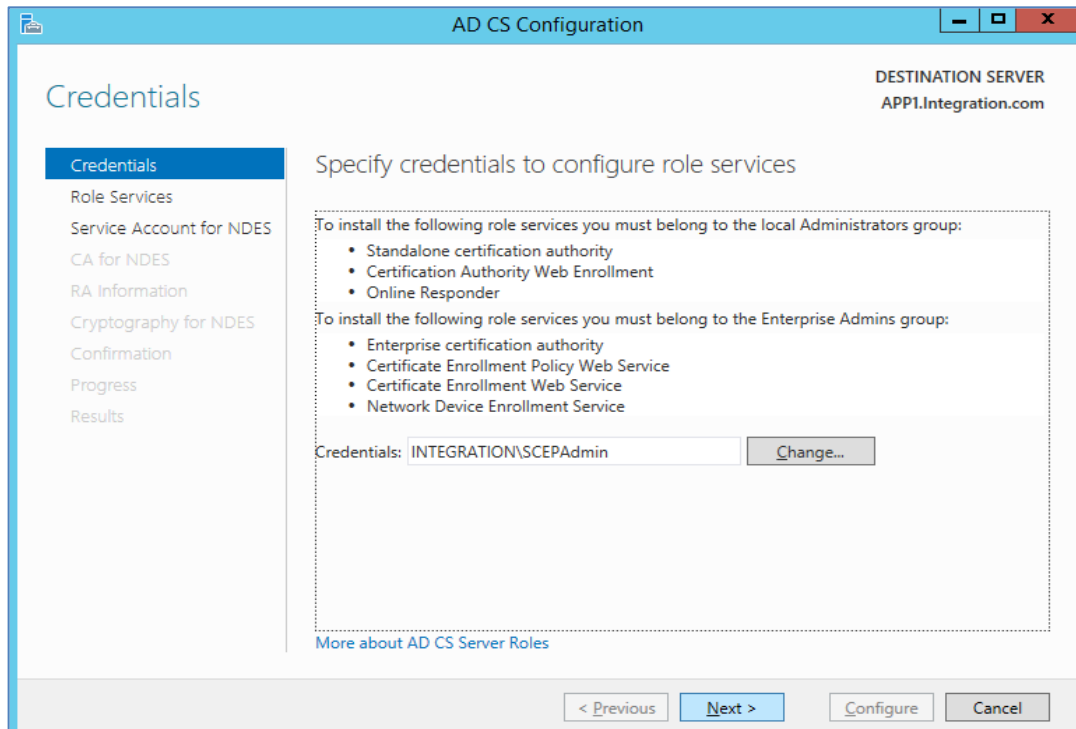 AD CS Configuration
Credentials
DESTINATION SERVER
APP1.Integration.com
Credentials
Role Services
Service Account for NDES
CA for NDES
RA Information
Cryptography for NDES
Confirmation
Progress
Results
Specify credentials to configure role services
To install the following role services you must belong to the local Administrators group:
• Standalone certification authority
• Certification Authority Web Enrollment
• Online Responder
To install the following role services you must belong to the Enterprise Admins group:
• Enterprise certification authority
• Certificate Enrollment Policy Web Service
• Certificate Enrollment Web Service
• Network Device Enrollment Service
Credentials: INTEGRATION\SCEPAdmin Change...
More about AD CS Server Roles
< Previous Next > Configure Cancel